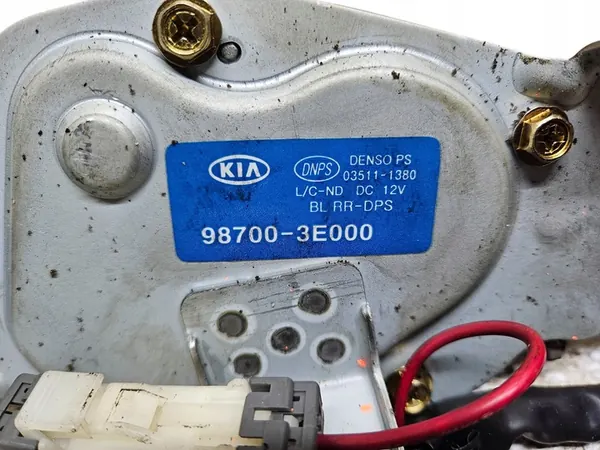 KIA
DNPS
DENSO PS
03511-1380
L/C-ND DC 12V
BL RR-DPS
98700-3E000